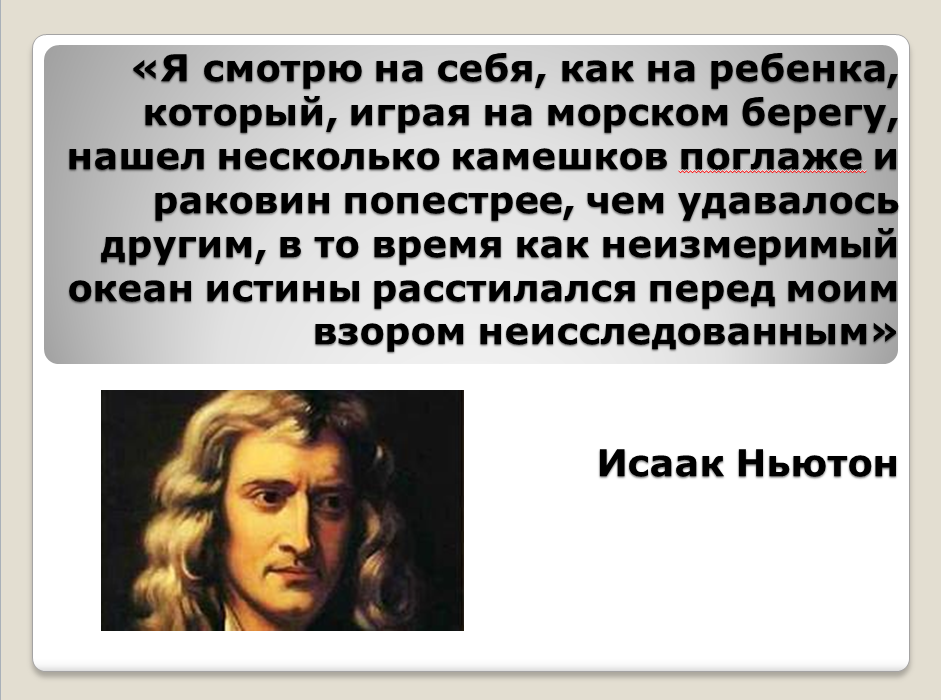 «Я смотрю на себя, как на ребенка,
который, играя на морском берегу,
нашел несколько камешков поглаже и
раковин попестрее, чем удавалось
другим, в то время как неизмеримый
океан истины расстилался перед моим
взором неисследованным»
Исаак Ньютон